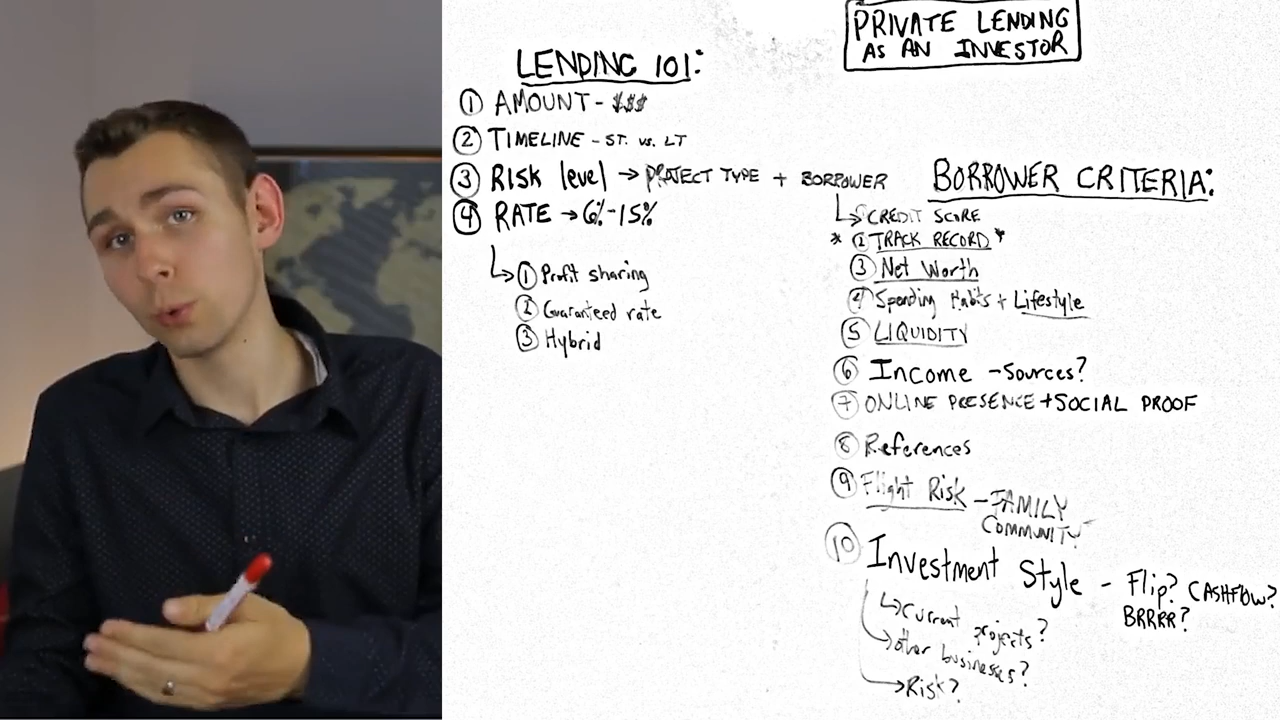 PRIVATE LENDING
AS AN INVESTOR
LENDING 101:
① AMOUNT - $$$
② TIMELINE - ST. vs. LT
③ Risk level → PROJECT TYPE + BORROWER
④ RATE → 6%-15%
↳ ① Profit sharing
② Guaranteed rate
③ Hybrid
BORROWER CRITERIA:
↳ CREDIT SCORE
* ② TRACK RECORD *
③ Net Worth
④ Spending Habits + Lifestyle
⑤ LIQUIDITY
⑥ Income - Sources?
⑦ ONLINE PRESENCE + SOCIAL PROOF
⑧ References
⑨ Flight Risk - FAMILY
COMMUNITY
⑩ Investment Style - Flip? CASHFLOW?
BRRRR?
↳ current projects?
→ other businesses?
→ Risk?